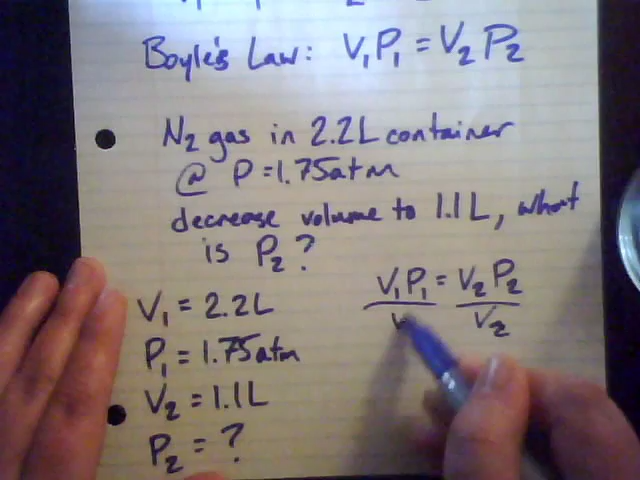 Boyle's Law: V₁P₁ = V₂P₂
N₂ gas in 2.2L container
@ P = 1.75atm
decrease volume to 1.1L, what
is P₂?
V₁ = 2.2L
P₁ = 1.75atm
V₂ = 1.1L
P₂ = ?
V₁P₁ = V₂P₂
V₂